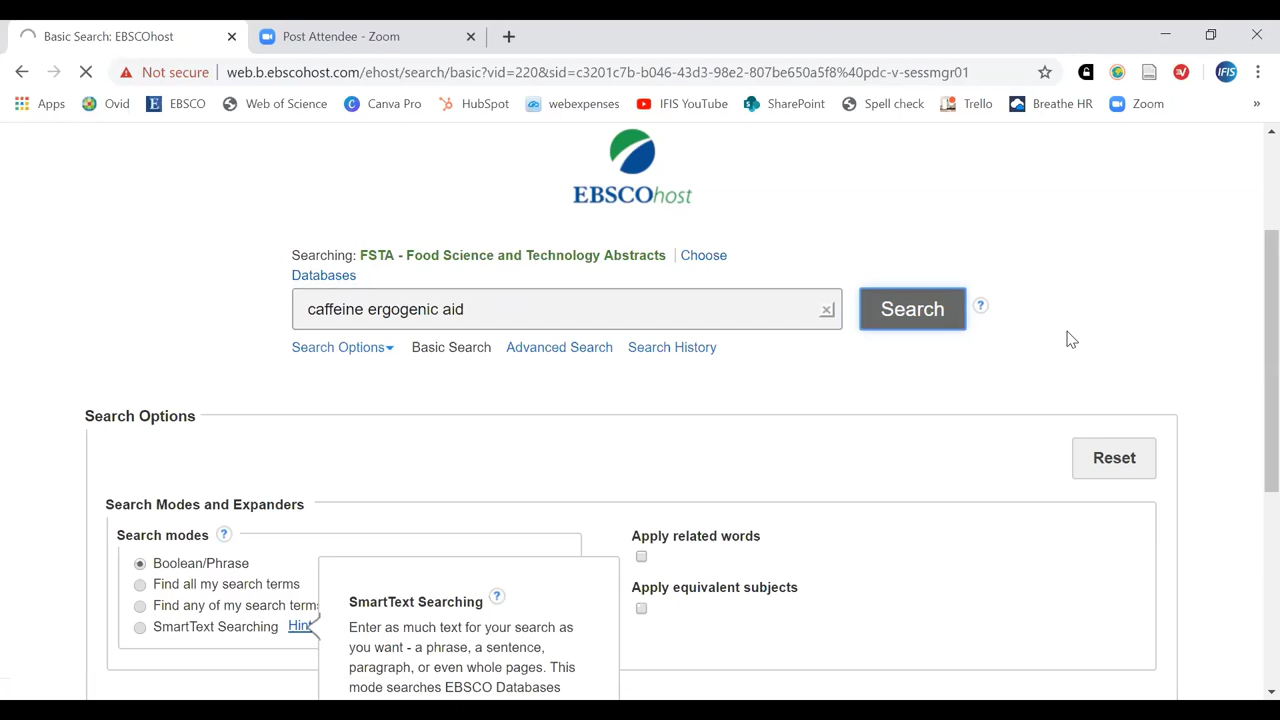 Basic Search: EBSCOhost
Post Attendee - Zoom
Not secure web.b.ebscohost.com/ehost/search/basic?vid=220&sid=c3201c7b-b046-43d3-98e2-807be650a5f8%40pdc-v-sessmgr01
IFIS
Apps Ovid EBSCO Web of Science Canva Pro HubSpot webexpenses IFIS YouTube SharePoint Spell check Trello Breathe HR Zoom »
EBSCOhost
Searching: FSTA - Food Science and Technology Abstracts Choose
Databases
caffeine ergogenic aid
Search
Search Options Basic Search Advanced Search Search History
Search Options
Reset
Search Modes and Expanders
Search modes
Apply related words
Boolean/Phrase
Find all my search terms
Apply equivalent subjects
Find any of my search terms
SmartText Searching Hint
SmartText Searching
Enter as much text for your search as
you want - a phrase, a sentence,
paragraph, or even whole pages. This
mode searches EBSCO Databases